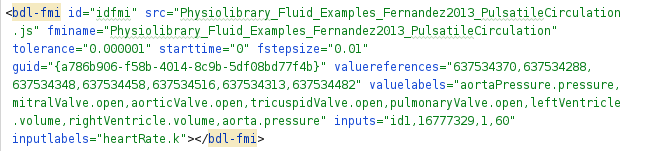 <bdl-fmi id="idfmi" src="Physiolibrary_Fluid_Examples_Fernandez2013_PulsatileCirculation
.js" fminame="Physiolibrary_Fluid_Examples_Fernandez2013_PulsatileCirculation"
tolerance="0.000001" starttime="0" fstepsize="0.01"
guid="{a786b906-f58b-4014-8c9b-5df08bd77f4b}" valuereferences="637534370,637534288,
637534348,637534458,637534516,637534313,637534482" valuelabels="aortaPressure.pressure,
mitralValve.open,aorticValve.open,tricuspidValve.open,pulmonaryValve.open,leftVentricle
.volume,rightVentricle.volume,aorta.pressure" inputs="id1,16777329,1,60"
inputlabels="heartRate.k"></bdl-fmi>